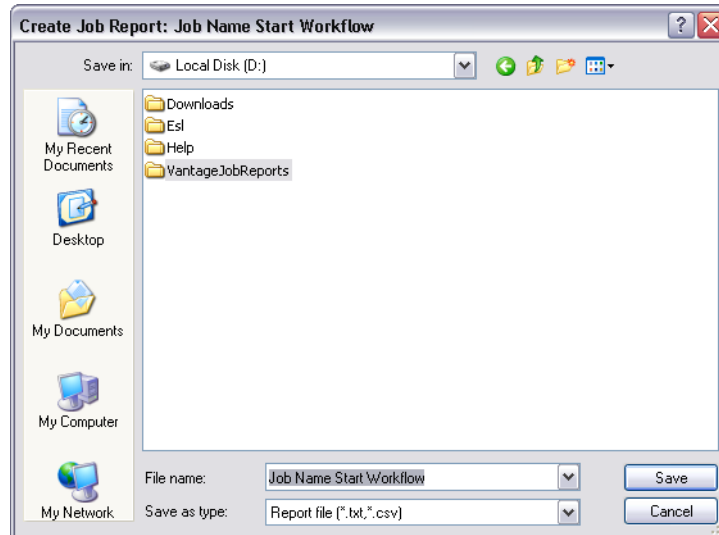 Create Job Report: Job Name Start Workflow
?
Save in:
Local Disk (D:)
My Recent
Documents
Desktop
My Documents
My Computer
My Network
Downloads
Esl
Help
VantageJobReports
File name:
Job Name Start Workflow
Save
Save as type:
Report file (*.txt,*.csv)
Cancel